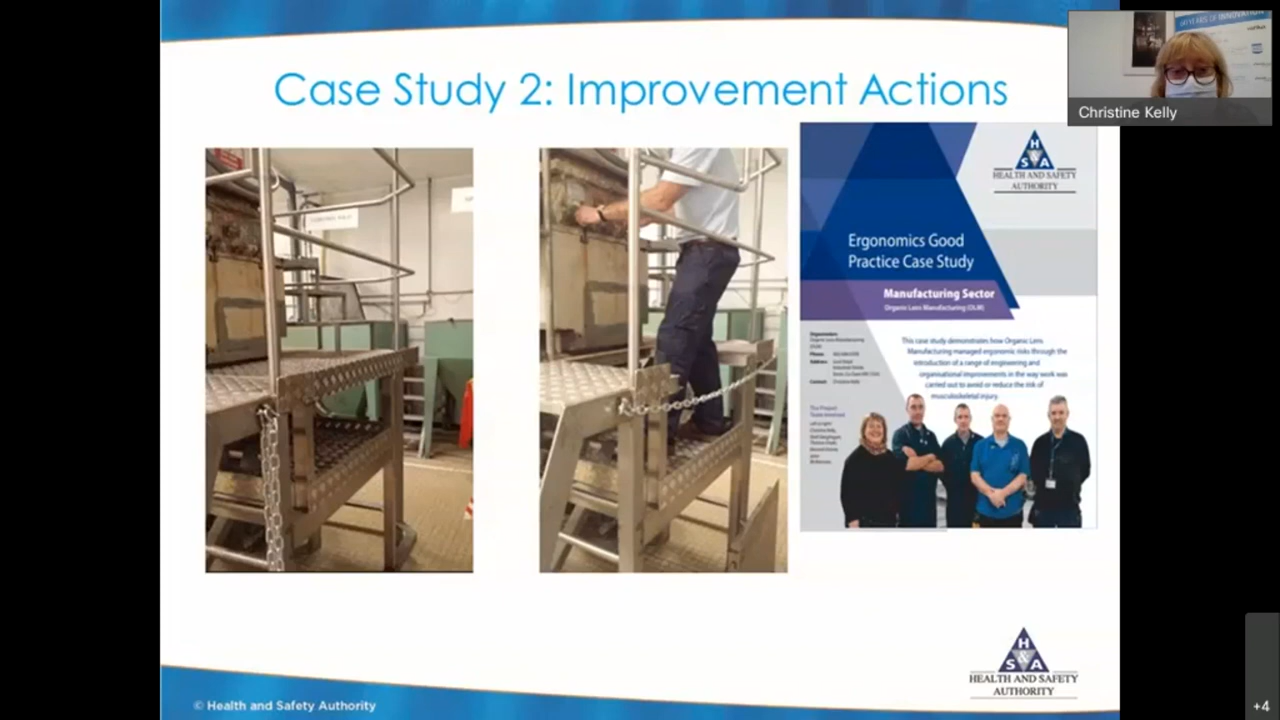 Case Study 2: Improvement Actions
Christine Kelly
H
S & A
HEALTH AND SAFETY
AUTHORITY
Ergonomics Good
Practice Case Study
Manufacturing Sector
Organic Lens Manufacturing (OLM)
This case study demonstrates how Organic Lens
Manufacturing managed ergonomic risks through the
introduction of a range of engineering and
organisational improvements in the way work was
carried out to avoid or reduce the risk of
musculoskeletal injury.
H
S & A
HEALTH AND SAFETY
AUTHORITY
© Health and Safety Authority
+4